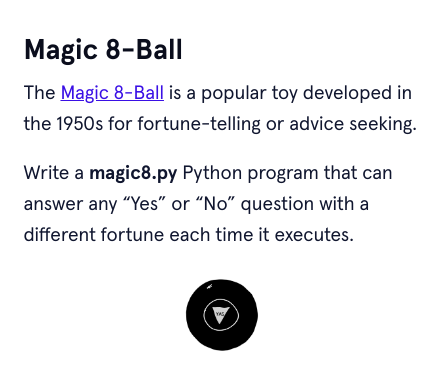 Magic 8-Ball
The Magic 8-Ball is a popular toy developed in
the 1950s for fortune-telling or advice seeking.
Write a magic8.py Python program that can
answer any “Yes” or “No” question with a
different fortune each time it executes.